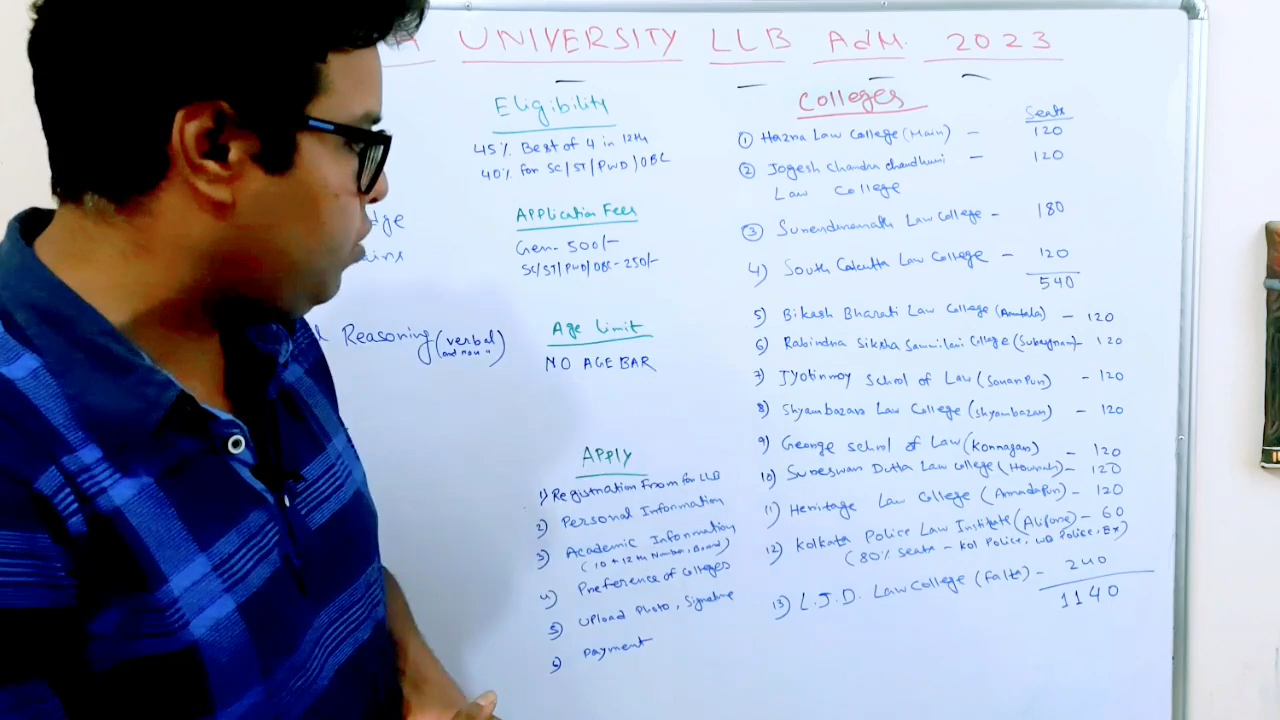 A UNIVERSITY LLB AdM. 2023
dge
ains
Reasoning (verbal
and non ")
Eligibility
45% Best of 4 in 12th
40% for SC/ST/PWD/OBC
Application Fees
Gen - 500/-
SC/ST/PWD/OBC - 250/-
Age Limit
NO AGE BAR
APPly
1) Registration From for LLB
2) Personal Information
3) Academic Information
(10 + 12th Number, Board)
4) Preference of Colleges
5) Upload Photo, Signature
6) Payment
Colleges
Seats
① Hazra Law College (Main) - 120
② Jogesh Chandra Chaudhuri - 120
Law College
③ Surendranath Law College - 180
4) South Calcutta Law College - 120
540
5) Bikash Bharati Law College (Amtala) - 120
6) Rabindra Siksha Sammilani College (Subhasgram) - 120
7) Jyotirmoy School of Law (Sonarpur) - 120
8) Shyambazar Law College (Shyambazar) - 120
9) George School of Law (Konnagar) - 120
10) Sureswar Dutta Law College (Howrah) - 120
11) Heritage Law College (Anandapur) - 120
12) Kolkata Police Law Institute (Alipore) - 60
(80% seats - Kol Police, WB Police, Ex)
13) L.J.D. Law College (Falta) - 240
1140